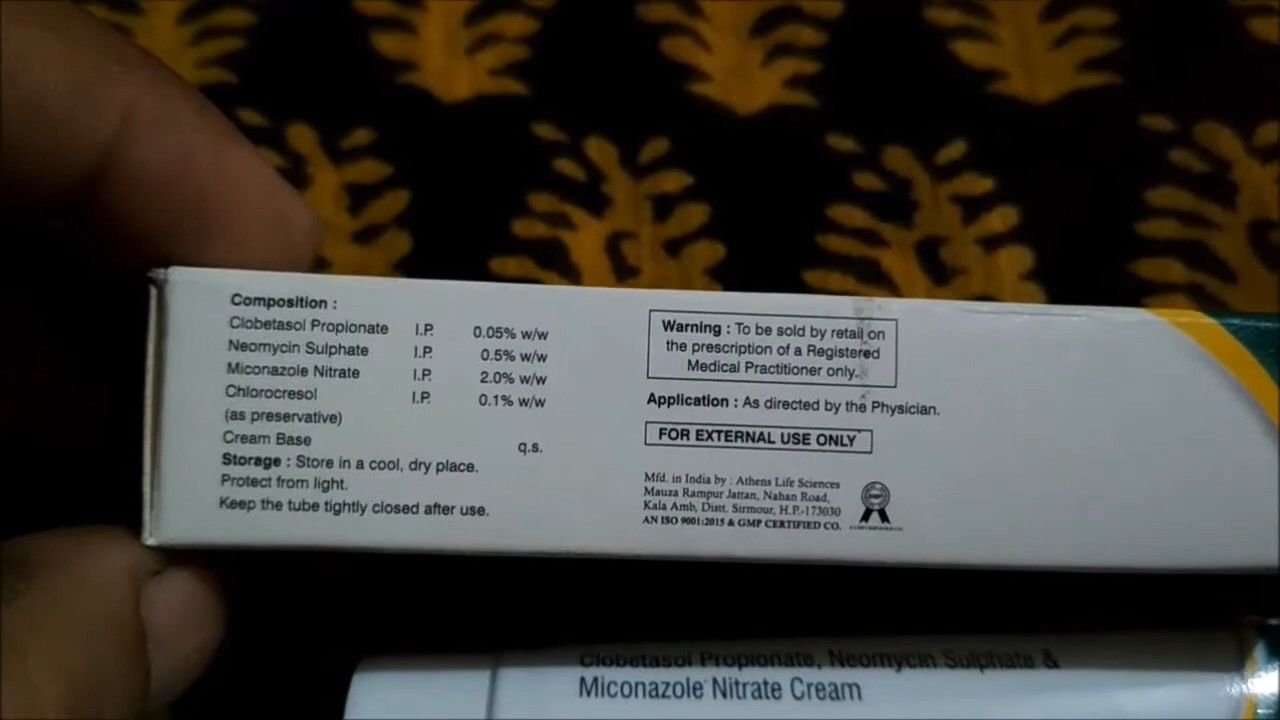 Composition :
Clobetasol Propionate I.P. 0.05% w/w
Neomycin Sulphate I.P. 0.5% w/w
Miconazole Nitrate I.P. 2.0% w/w
Chlorocresol I.P. 0.1% w/w
(as preservative)
Cream Base q.s.
Storage : Store in a cool, dry place.
Protect from light.
Keep the tube tightly closed after use.
Warning : To be sold by retail on
the prescription of a Registered
Medical Practitioner only.
Application : As directed by the Physician.
FOR EXTERNAL USE ONLY
Mfd. in India by : Athens Life Sciences
Mauza Rampur Jattan, Nahan Road,
Kala Amb, Distt. Sirmour, H.P.-173030
AN ISO 9001:2015 & GMP CERTIFIED CO.
Clobetasol Propionate, Neomycin Sulphate &
Miconazole Nitrate Cream